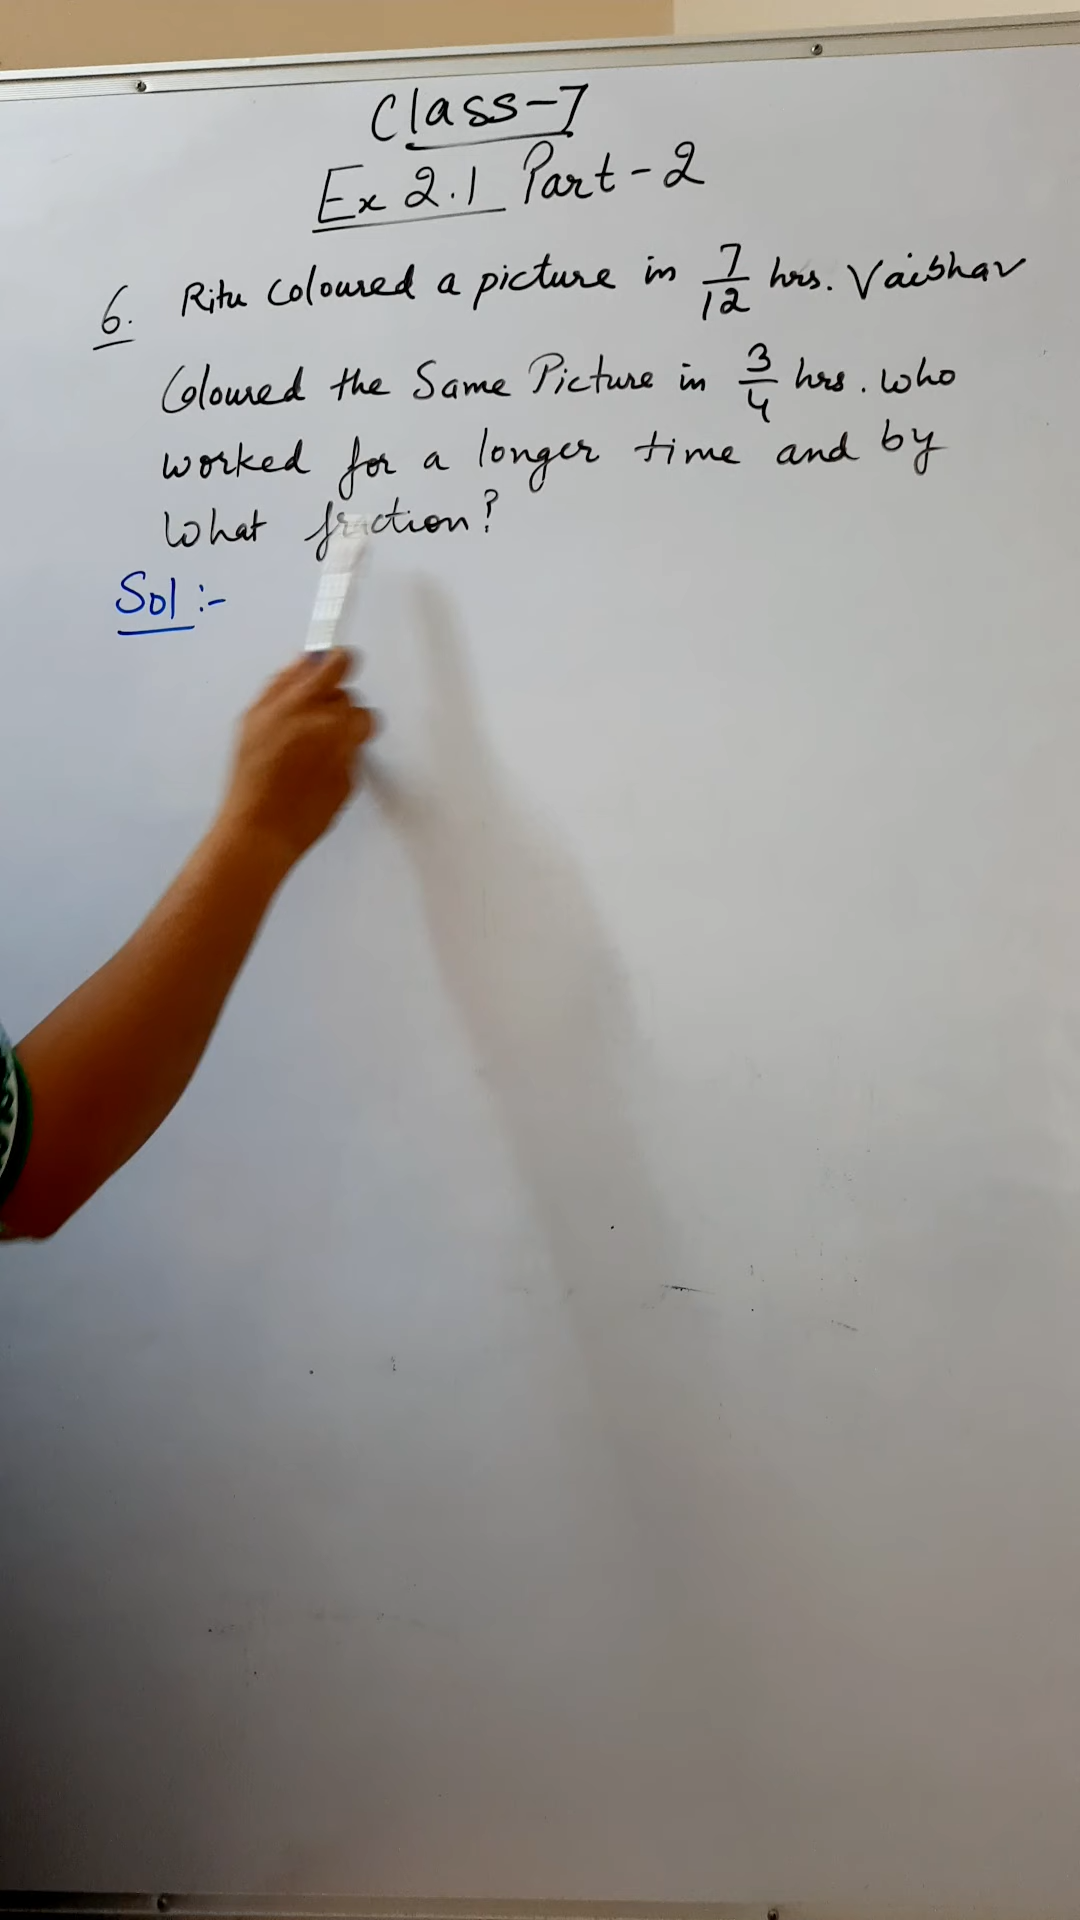 Class-7
Ex 2.1 Part-2
6. Ritu Coloured a picture in 7/12 hrs. Vaibhav
Coloured the Same Picture in 3/4 hrs. Who
worked for a longer time and by
What fraction?
Sol:-